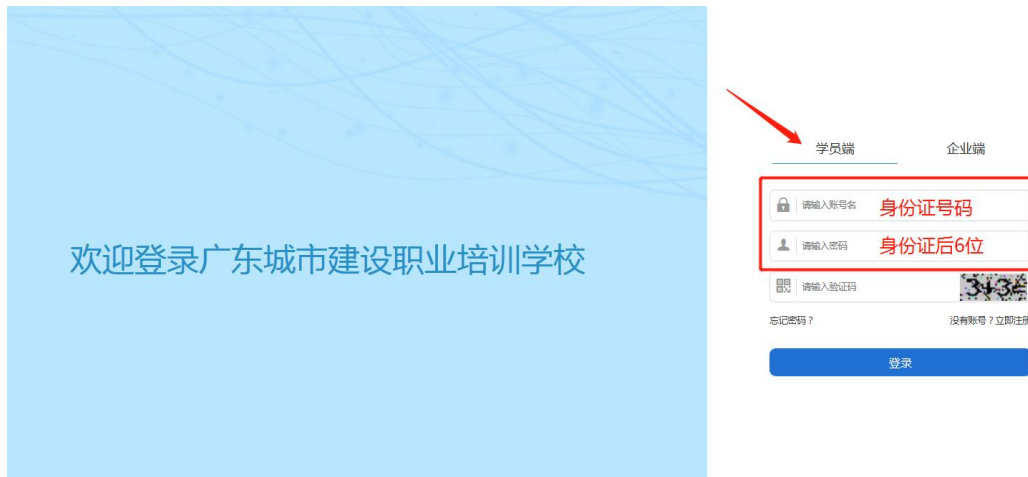 学员端 企业端
请输入账号名 身份证号码
欢迎登录广东城市建设职业培训学校
请输入密码 身份证后6位
请输入验证码
忘记密码？ 没有账号？立即注册
登录